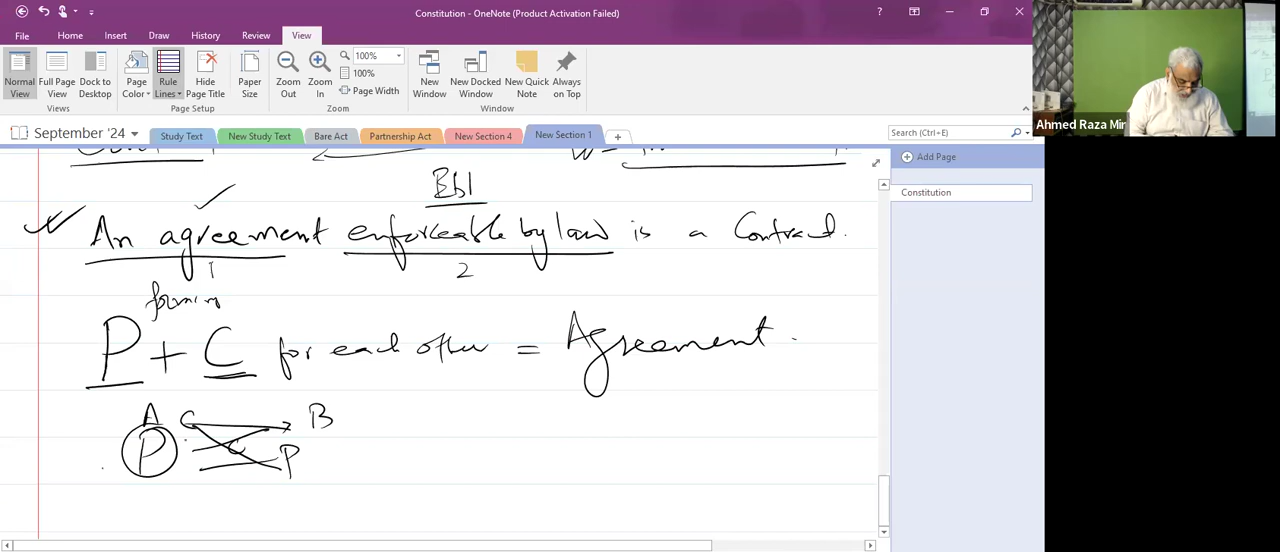 Constitution - OneNote (Product Activation Failed)
File Home Insert Draw History Review View
Normal View
Full Page View
Dock to Desktop
Page Color
Rule Lines
Hide Page Title
Paper Size
Zoom Out
Zoom In
100%
100%
Page Width
New Window
New Docked Window
New Quick Note
Always on Top
Views Page Setup Zoom Window
Ahmed Raza Mir
September '24 Study Text New Study Text Bare Act Partnership Act New Section 4 New Section 1
Search (Ctrl+E)
Add Page
Constitution
Ebl
An agreement enforceable by law is a Contract.
1 2
P + C for each other = Agreement.
A C B
P C P